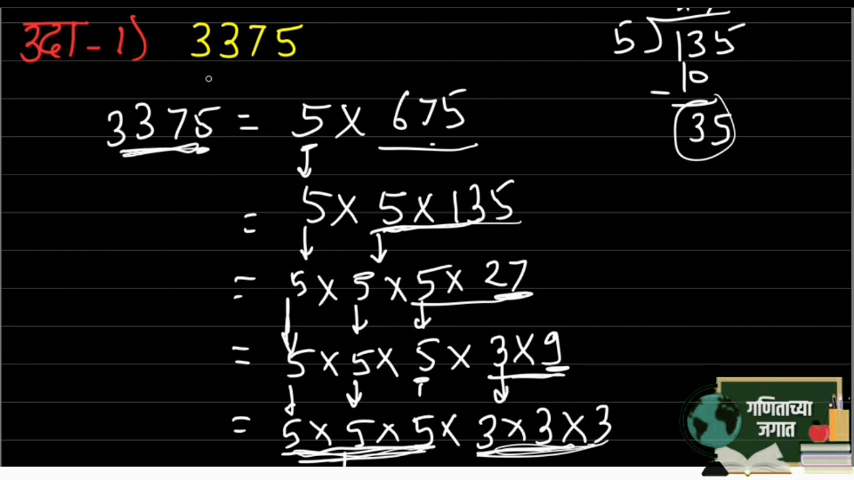 उदा - 1) 3375
5 ) 135
- 10
35
3375 = 5 × 675
= 5 × 5 × 135
= 5 × 5 × 5 × 27
= 5 × 5 × 5 × 3 × 9
= 5 × 5 × 5 × 3 × 3 × 3
गणिताच्या
जगात